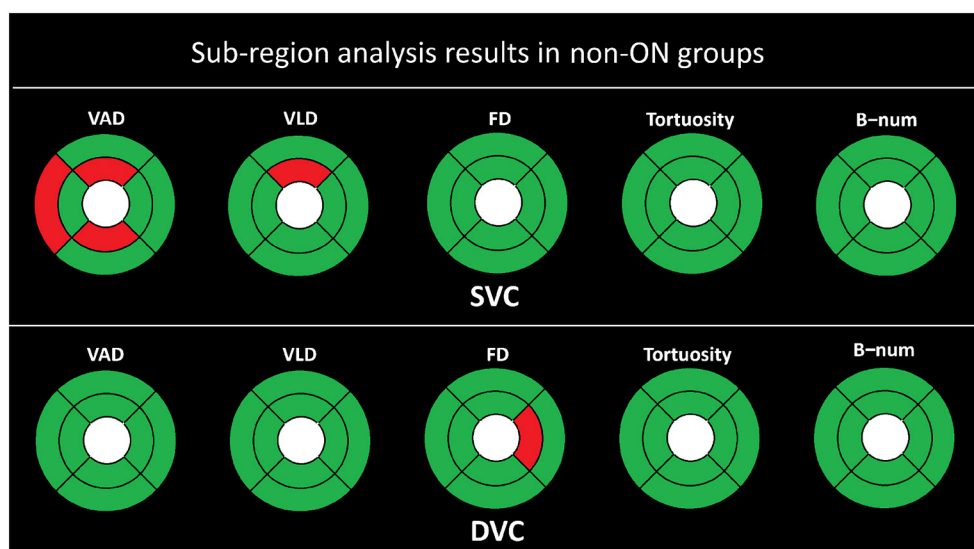 Sub-region analysis results in non-ON groups
VAD VLD FD Tortuosity B-num
SVC
VAD VLD FD Tortuosity B-num
DVC